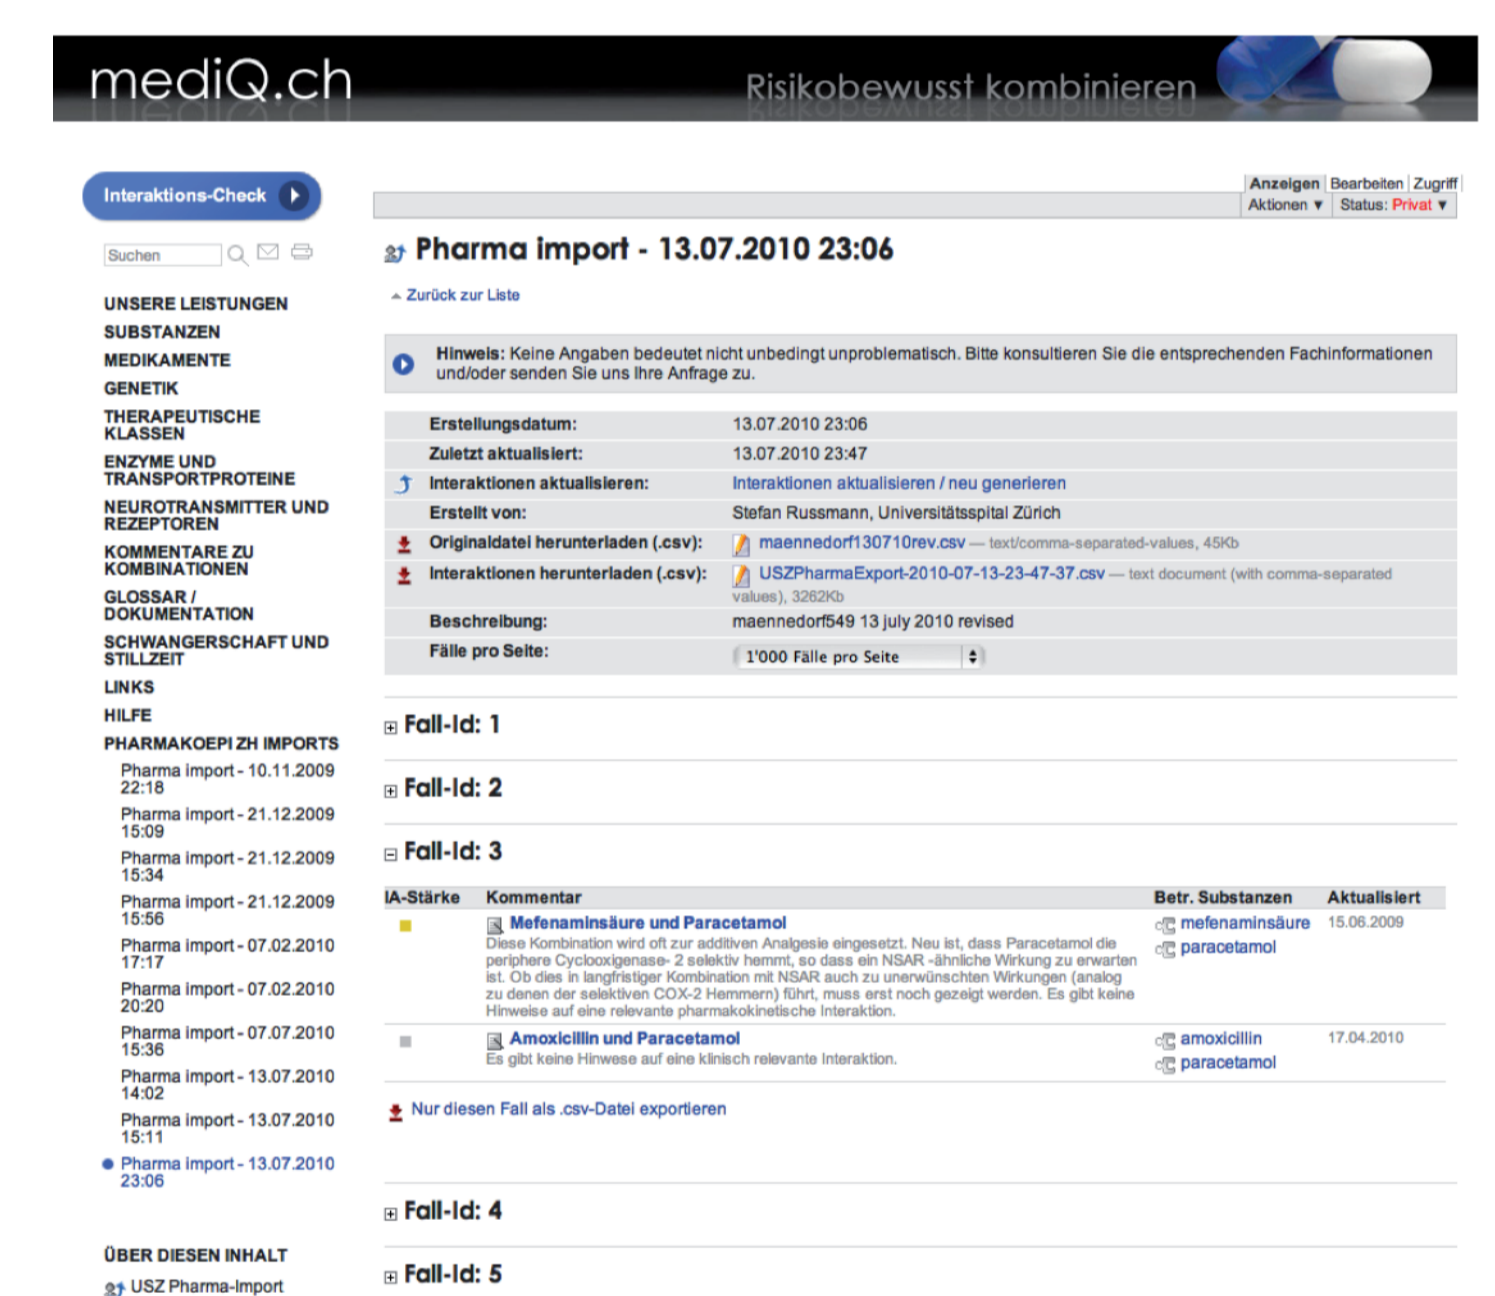 mediQ.ch
Risikobewusst kombinieren
Interaktions-Check
Anzeigen Bearbeiten Zugriff
Aktionen ▼ Status: Privat ▼
Suchen
Pharma import - 13.07.2010 23:06
Zurück zur Liste
UNSERE LEISTUNGEN
SUBSTANZEN
MEDIKAMENTE
GENETIK
THERAPEUTISCHE
KLASSEN
ENZYME UND
TRANSPORTPROTEINE
NEUROTRANSMITTER UND
REZEPTOREN
KOMMENTARE ZU
KOMBINATIONEN
GLOSSAR /
DOKUMENTATION
SCHWANGERSCHAFT UND
STILLZEIT
LINKS
HILFE
PHARMAKOEPI ZH IMPORTS
Pharma import - 10.11.2009
22:18
Pharma import - 21.12.2009
15:09
Pharma import - 21.12.2009
15:34
Pharma import - 21.12.2009
15:56
Pharma import - 07.02.2010
17:17
Pharma import - 07.02.2010
20:20
Pharma import - 07.07.2010
15:36
Pharma import - 13.07.2010
14:02
Pharma import - 13.07.2010
15:11
Pharma import - 13.07.2010
23:06
ÜBER DIESEN INHALT
USZ Pharma-Import
Hinweis: Keine Angaben bedeutet nicht unbedingt unproblematisch. Bitte konsultieren Sie die entsprechenden Fachinformationen
und/oder senden Sie uns Ihre Anfrage zu.
Erstellungsdatum: 13.07.2010 23:06
Zuletzt aktualisiert: 13.07.2010 23:47
Interaktionen aktualisieren: Interaktionen aktualisieren / neu generieren
Erstellt von: Stefan Russmann, Universitätsspital Zürich
Originaldatei herunterladen (.csv): maennedorf130710rev.csv — text/comma-separated-values, 45Kb
Interaktionen herunterladen (.csv): USZPharmaExport-2010-07-13-23-47-37.csv — text document (with comma-separated
values), 3262Kb
Beschreibung: maennedorf549 13 july 2010 revised
Fälle pro Seite: 1'000 Fälle pro Seite
Fall-Id: 1
Fall-Id: 2
Fall-Id: 3
IA-Stärke Kommentar Betr. Substanzen Aktualisiert
Mefenaminsäure und Paracetamol mefenaminsäure 15.06.2009
Diese Kombination wird oft zur additiven Analgesie eingesetzt. Neu ist, dass Paracetamol die paracetamol
periphere Cyclooxigenase- 2 selektiv hemmt, so dass ein NSAR -ähnliche Wirkung zu erwarten
ist. Ob dies in langfristiger Kombination mit NSAR auch zu unerwünschten Wirkungen (analog
zu denen der selektiven COX-2 Hemmern) führt, muss erst noch gezeigt werden. Es gibt keine
Hinweise auf eine relevante pharmakokinetische Interaktion.
Amoxicillin und Paracetamol amoxicillin 17.04.2010
Es gibt keine Hinwese auf eine klinisch relevante Interaktion. paracetamol
Nur diesen Fall als .csv-Datei exportieren
Fall-Id: 4
Fall-Id: 5